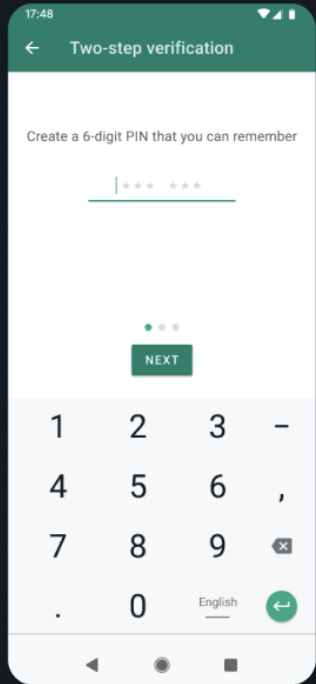 17:48
Two-step verification
Create a 6-digit PIN that you can remember
*** ***
NEXT
1 2 3 –
4 5 6 ,
7 8 9
. 0 English